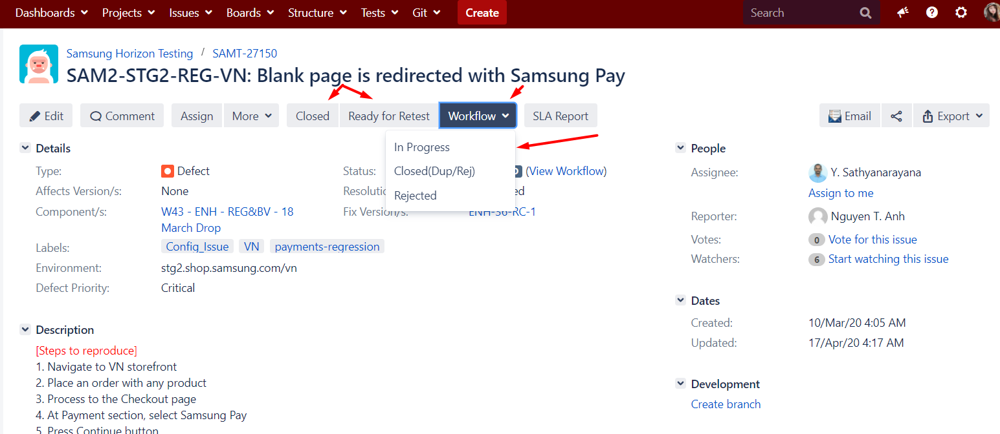 Dashboards Projects Issues Boards Structure Tests Git Create Search
Samsung Horizon Testing / SAMT-27150
SAM2-STG2-REG-VN: Blank page is redirected with Samsung Pay
Edit Comment Assign More Closed Ready for Retest Workflow SLA Report Email Export
In Progress
Closed(Dup/Rej)
Rejected
Details
Type: Defect
Status: (View Workflow)
Affects Version/s: None
Component/s: W43 - ENH - REG&BV - 18
March Drop
Fix Version/s: ENH-36-RC-1
Labels: Config_Issue VN payments-regression
Environment: stg2.shop.samsung.com/vn
Defect Priority: Critical
Description
[Steps to reproduce]
1. Navigate to VN storefront
2. Place an order with any product
3. Process to the Checkout page
4. At Payment section, select Samsung Pay
5. Press Continue button
People
Assignee: Y. Sathyanarayana
Assign to me
Reporter: Nguyen T. Anh
Votes: 0 Vote for this issue
Watchers: 6 Start watching this issue
Dates
Created: 10/Mar/20 4:05 AM
Updated: 17/Apr/20 4:17 AM
Development
Create branch